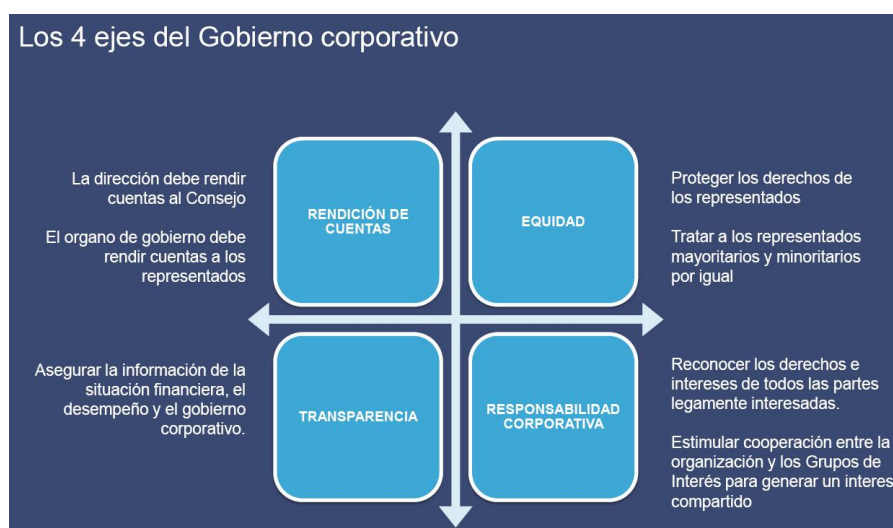 Los 4 ejes del Gobierno corporativo
La dirección debe rendir
cuentas al Consejo
El organo de gobierno debe
rendir cuentas a los
representados
RENDICIÓN DE
CUENTAS
EQUIDAD
Proteger los derechos de
los representados
Tratar a los representados
mayoritarios y minoritarios
por igual
Asegurar la información de la
situación financiera, el
desempeño y el gobierno
corporativo.
TRANSPARENCIA
RESPONSABILIDAD
CORPORATIVA
Reconocer los derechos e
intereses de todos las partes
legamente interesadas.
Estimular cooperación entre la
organización y los Grupos de
Interés para generar un interes
compartido